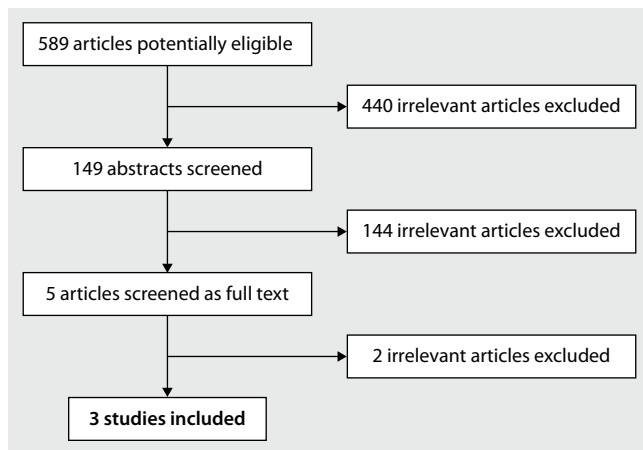 589 articles potentially eligible
440 irrelevant articles excluded
149 abstracts screened
144 irrelevant articles excluded
5 articles screened as full text
2 irrelevant articles excluded
3 studies included